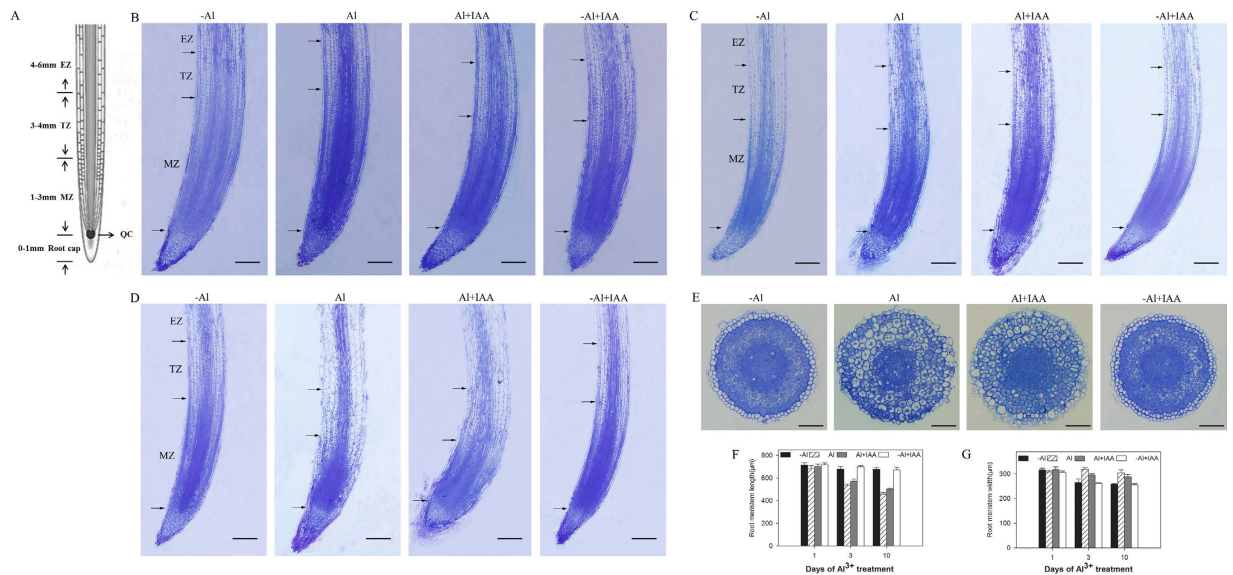 A
4-6mm EZ
3-4mm TZ
1-3mm MZ
QC
0-1mm Root cap
B
-Al
Al
Al+IAA
-Al+IAA
EZ
TZ
MZ
C
-Al
Al
Al+IAA
-Al+IAA
EZ
TZ
MZ
D
-Al
Al
Al+IAA
-Al+IAA
EZ
TZ
MZ
E
-Al
Al
Al+IAA
-Al+IAA
F
-Al Al Al+IAA -Al+IAA
Root meristem length(μm)
800
600
400
200
0
1 3 10
Days of Al³⁺ treatment
G
-Al Al Al+IAA -Al+IAA
Root meristem width(μm)
400
300
200
100
0
1 3 10
Days of Al³⁺ treatment